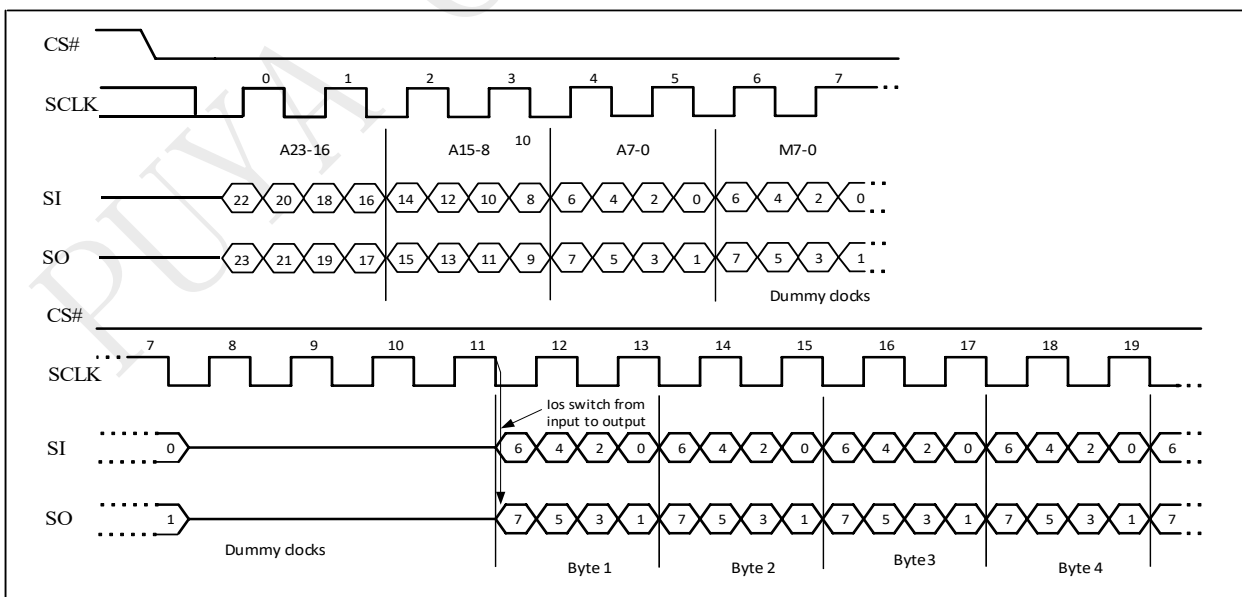 PUYA
CS#
0 1 2 3 4 5 6 7
SCLK
A23-16 A15-8 10 A7-0 M7-0
SI 22 20 18 16 14 12 10 8 6 4 2 0 6 4 2 0
SO 23 21 19 17 15 13 11 9 7 5 3 1 7 5 3 1
Dummy clocks
CS#
7 8 9 10 11 12 13 14 15 16 17 18 19
SCLK
Ios switch from
input to output
SI 0 6 4 2 0 6 4 2 0 6 4 2 0 6 4 2 0 6
SO 1 7 5 3 1 7 5 3 1 7 5 3 1 7 5 3 1 7
Dummy clocks
Byte 1 Byte 2 Byte 3 Byte 4